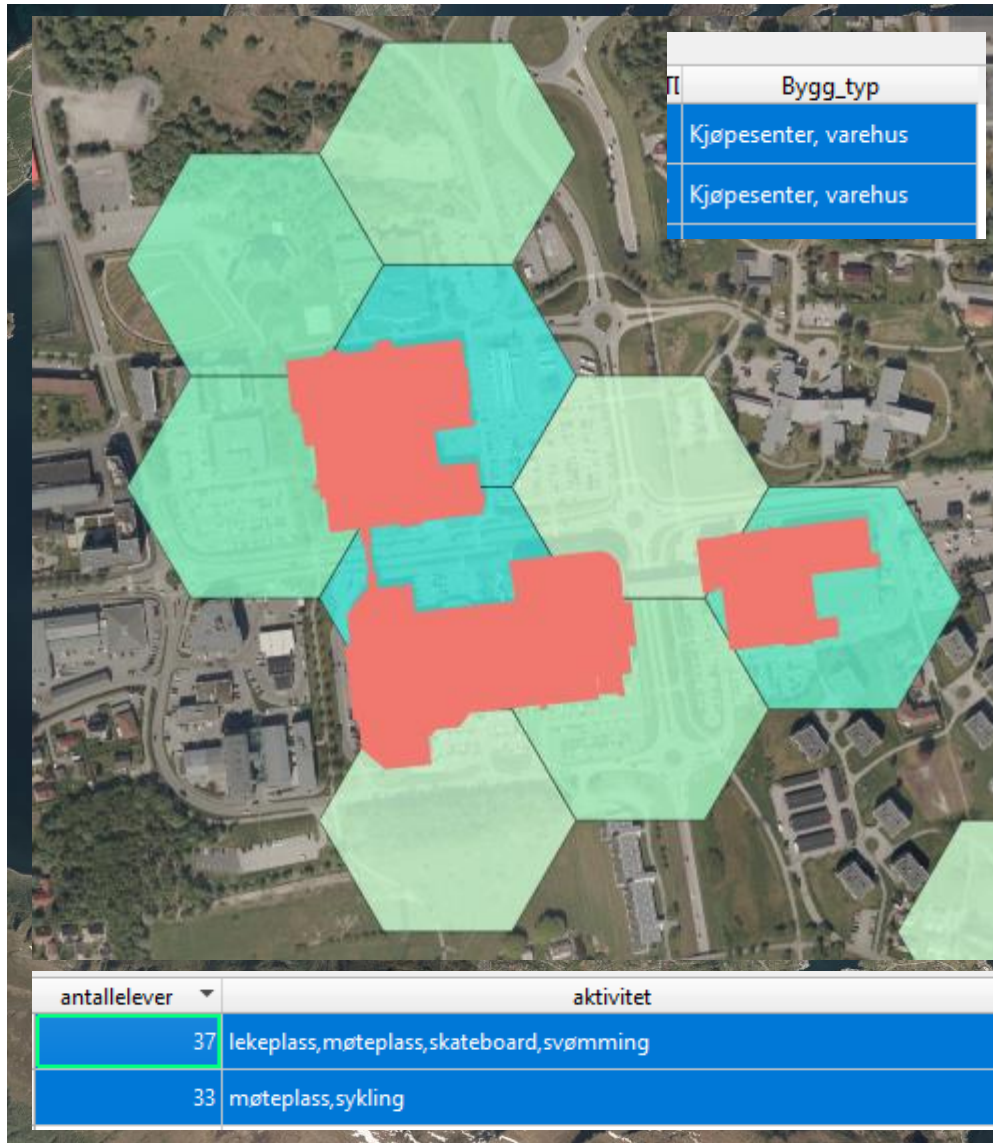 Bygg_typ
Kjøpesenter, varehus
Kjøpesenter, varehus
antallelever aktivitet
37 lekeplass,møteplass,skateboard,svømming
33 møteplass,sykling